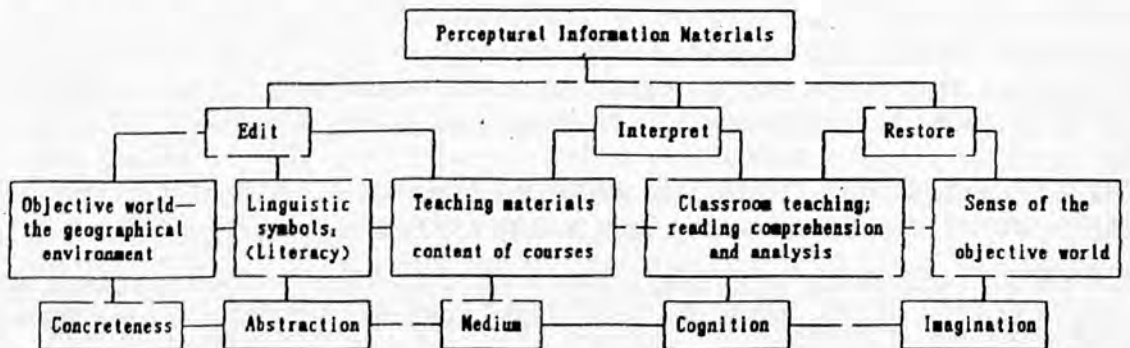 Perceptural Information Materials
Edit
Interpret
Restore
Objective world—
the geographical
environment
Linguistic
symbols:
(Literacy)
Teaching materials
content of courses
Classroom teaching;
reading comprehension
and analysis
Sense of the
objective world
Concreteness
Abstraction
Medium
Cognition
Imagination